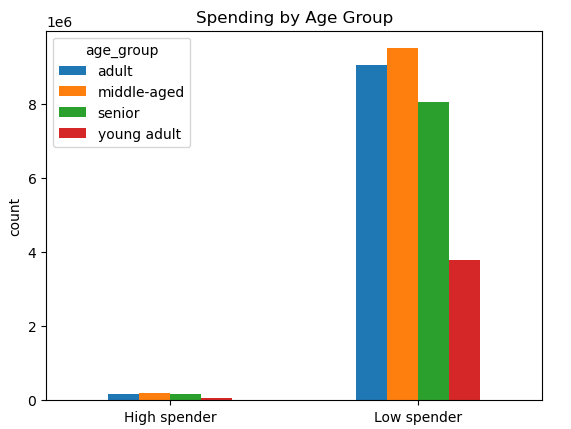 Spending by Age Group
1e6
age_group
adult
middle-aged
senior
young adult
8
6
4
2
0
count
High spender
Low spender